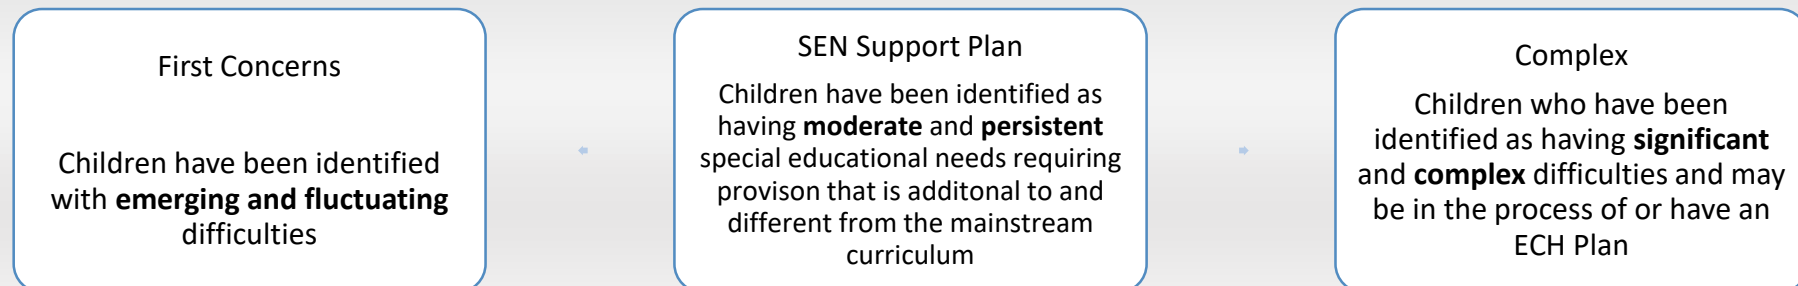 First Concerns
Children have been identified
with emerging and fluctuating
difficulties
SEN Support Plan
Children have been identified as
having moderate and persistent
special educational needs requiring
provison that is additonal to and
different from the mainstream
curriculum
Complex
Children who have been
identified as having significant
and complex difficulties and may
be in the process of or have an
ECH Plan